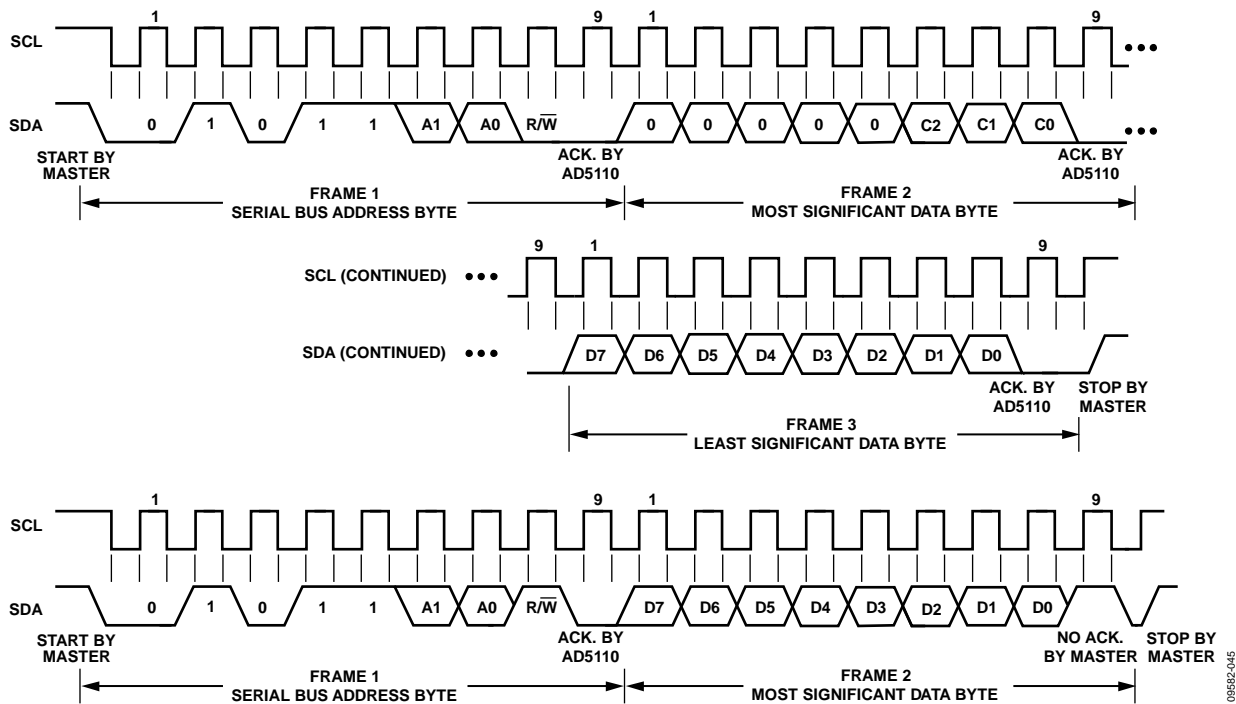 1 9 1 9
SCL
SDA 0 1 0 1 1 A1 A0 R/W̅ 0 0 0 0 0 C2 C1 C0
START BY
MASTER
ACK. BY
AD5110
ACK. BY
AD5110
FRAME 1
SERIAL BUS ADDRESS BYTE
FRAME 2
MOST SIGNIFICANT DATA BYTE
9 1 9
SCL (CONTINUED)
SDA (CONTINUED) D7 D6 D5 D4 D3 D2 D1 D0
ACK. BY
AD5110
STOP BY
MASTER
FRAME 3
LEAST SIGNIFICANT DATA BYTE
1 9 1 9
SCL
SDA 0 1 0 1 1 A1 A0 R/W̅ D7 D6 D5 D4 D3 D2 D1 D0
START BY
MASTER
ACK. BY
AD5110
NO ACK.
BY MASTER
STOP BY
MASTER
FRAME 1
SERIAL BUS ADDRESS BYTE
FRAME 2
MOST SIGNIFICANT DATA BYTE
09582-045